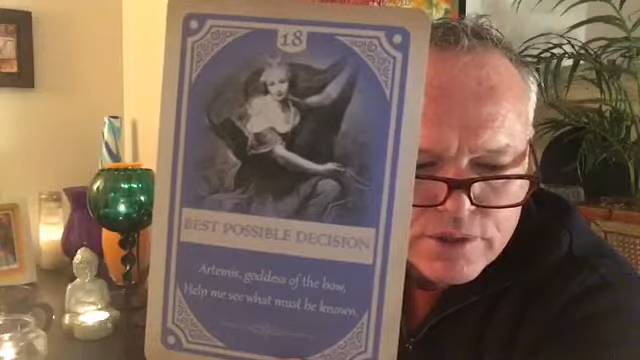 18
BEST POSSIBLE DECISION
Artemis, goddess of the bow,
Help me see what must be known.